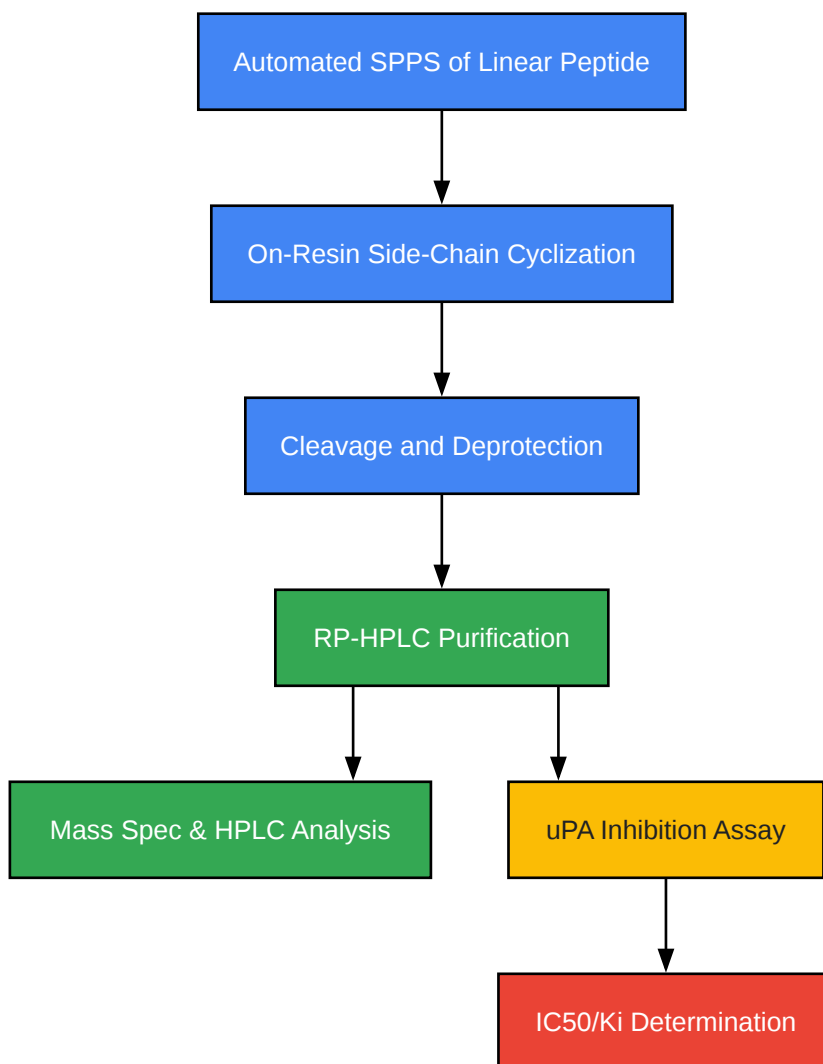 Automated SPPS of Linear Peptide
On-Resin Side-Chain Cyclization
Cleavage and Deprotection
RP-HPLC Purification
Mass Spec & HPLC Analysis
uPA Inhibition Assay
IC50/Ki Determination